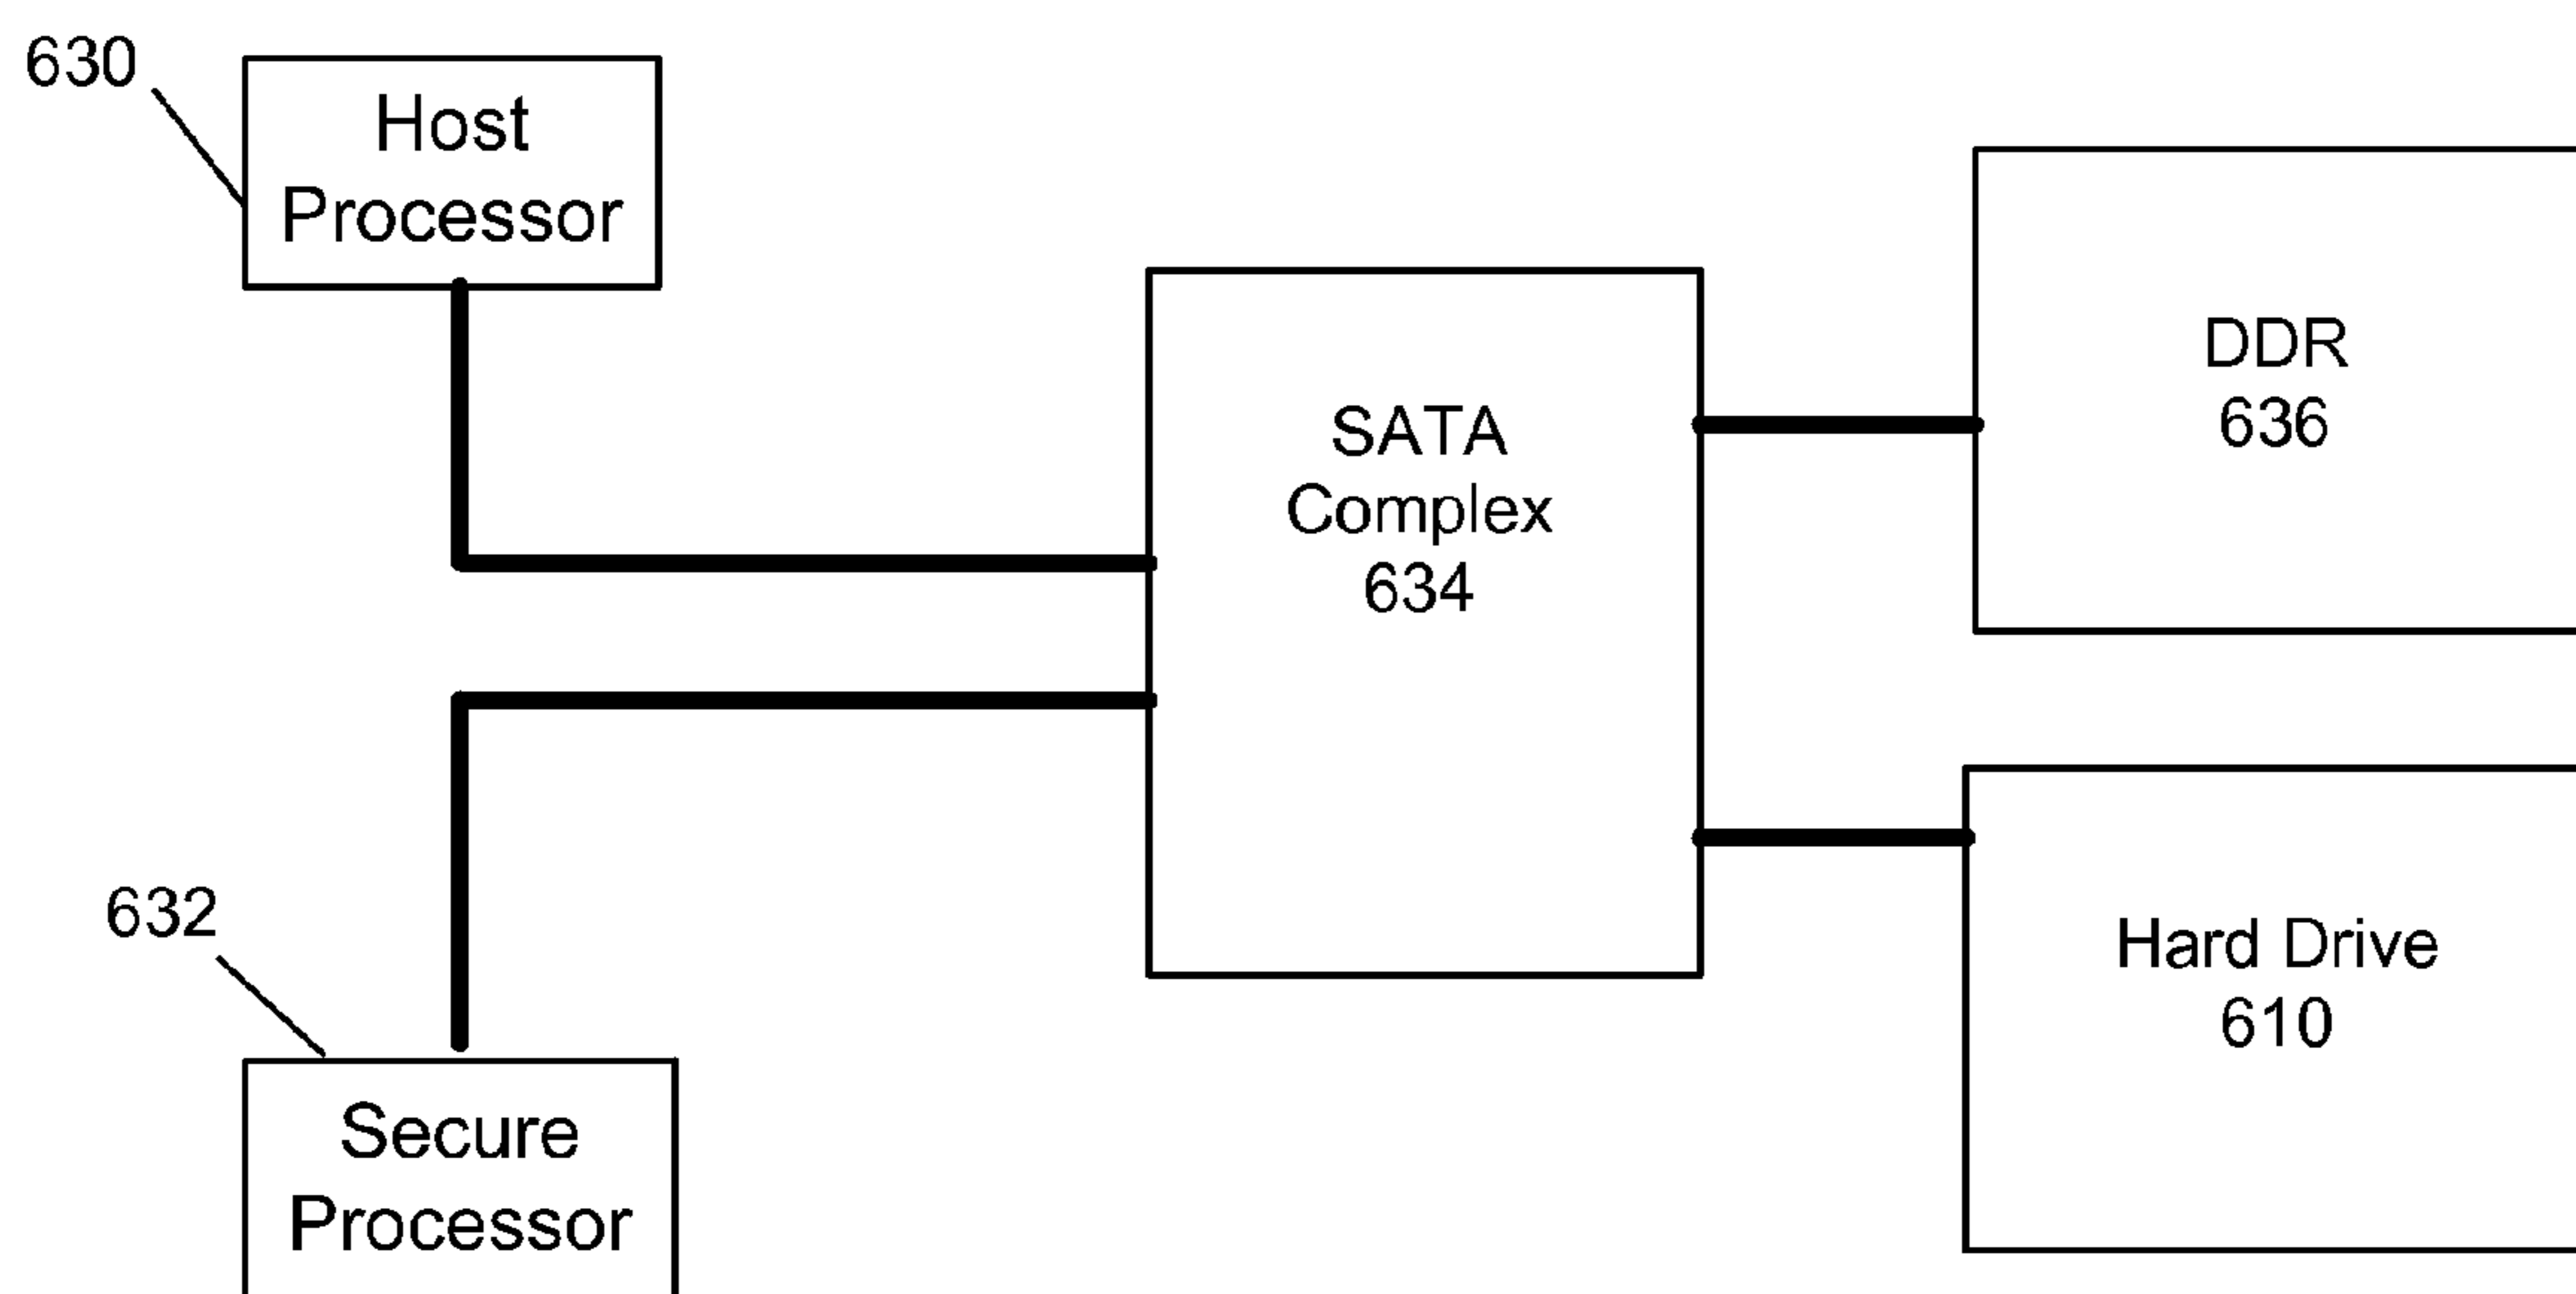 630
Host
Processor
SATA
Complex
634
DDR
636
632
Secure
Processor
Hard Drive
610